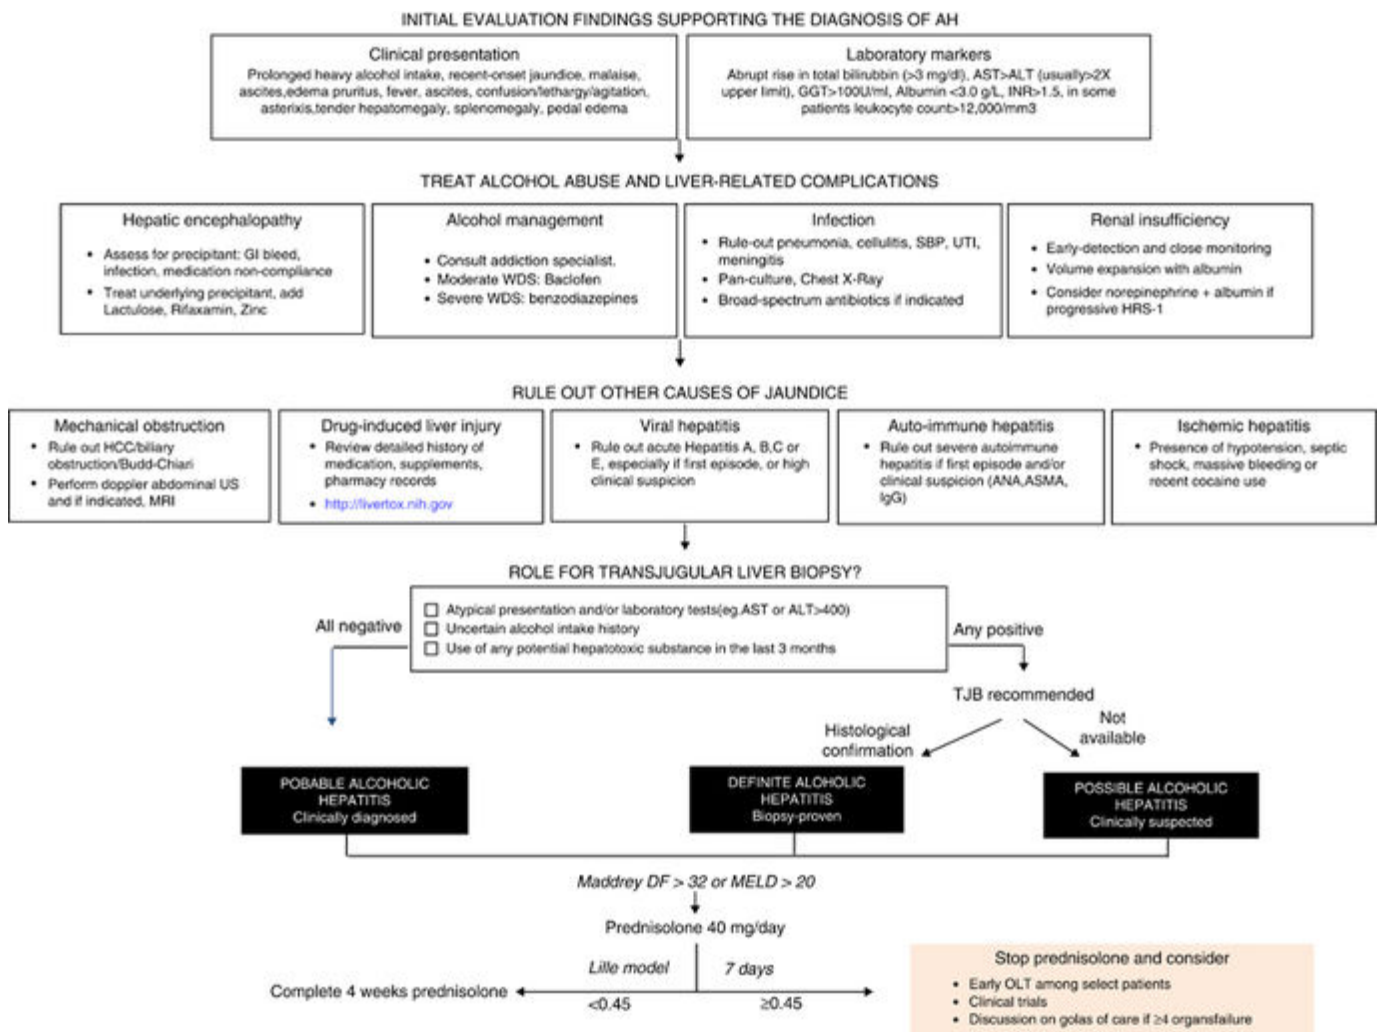 INITIAL EVALUATION FINDINGS SUPPORTING THE DIAGNOSIS OF AH
Clinical presentation
Prolonged heavy alcohol intake, recent-onset jaundice, malaise,
ascites,edema pruritus, fever, ascites, confusion/lethargy/agitation,
asterixis,tender hepatomegaly, splenomegaly, pedal edema
Laboratory markers
Abrupt rise in total bilirubbin (>3 mg/dl), AST>ALT (usually>2X
upper limit), GGT>100U/ml, Albumin <3.0 g/L, INR>1.5, in some
patients leukocyte count>12,000/mm3
TREAT ALCOHOL ABUSE AND LIVER-RELATED COMPLICATIONS
Hepatic encephalopathy
• Assess for precipitant: GI bleed,
infection, medication non-compliance
• Treat underlying precipitant, add
Lactulose, Rifaxamin, Zinc
Alcohol management
• Consult addiction specialist.
• Moderate WDS: Baclofen
• Severe WDS: benzodiazepines
Infection
• Rule-out pneumonia, cellulitis, SBP, UTI,
meningitis
• Pan-culture, Chest X-Ray
• Broad-spectrum antibiotics if indicated
Renal insufficiency
• Early-detection and close monitoring
• Volume expansion with albumin
• Consider norepinephrine + albumin if
progressive HRS-1
RULE OUT OTHER CAUSES OF JAUNDICE
Mechanical obstruction
• Rule out HCC/biliary
obstruction/Budd-Chiari
• Perform doppler abdominal US
and if indicated, MRI
Drug-induced liver injury
• Review detailed history of
medication, supplements,
pharmacy records
• http://livertox.nih.gov
Viral hepatitis
• Rule out acute Hepatitis A, B,C or
E, especially if first episode, or high
clinical suspicion
Auto-immune hepatitis
• Rule out severe autoimmune
hepatitis if first episode and/or
clinical suspicion (ANA,ASMA,
IgG)
Ischemic hepatitis
• Presence of hypotension, septic
shock, massive bleeding or
recent cocaine use
ROLE FOR TRANSJUGULAR LIVER BIOPSY?
Atypical presentation and/or laboratory tests(eg.AST or ALT>400)
Uncertain alcohol intake history
Use of any potential hepatotoxic substance in the last 3 months
All negative
Any positive
TJB recommended
Histological
confirmation
Not
available
POBABLE ALCOHOLIC
HEPATITIS
Clinically diagnosed
DEFINITE ALOHOLIC
HEPATITIS
Biopsy-proven
POSSIBLE ALCOHOLIC
HEPATITIS
Clinically suspected
Maddrey DF > 32 or MELD > 20
Prednisolone 40 mg/day
Lille model
7 days
Complete 4 weeks prednisolone
<0.45
≥0.45
Stop prednisolone and consider
• Early OLT among select patients
• Clinical trials
• Discussion on golas of care if ≥4 organsfailure